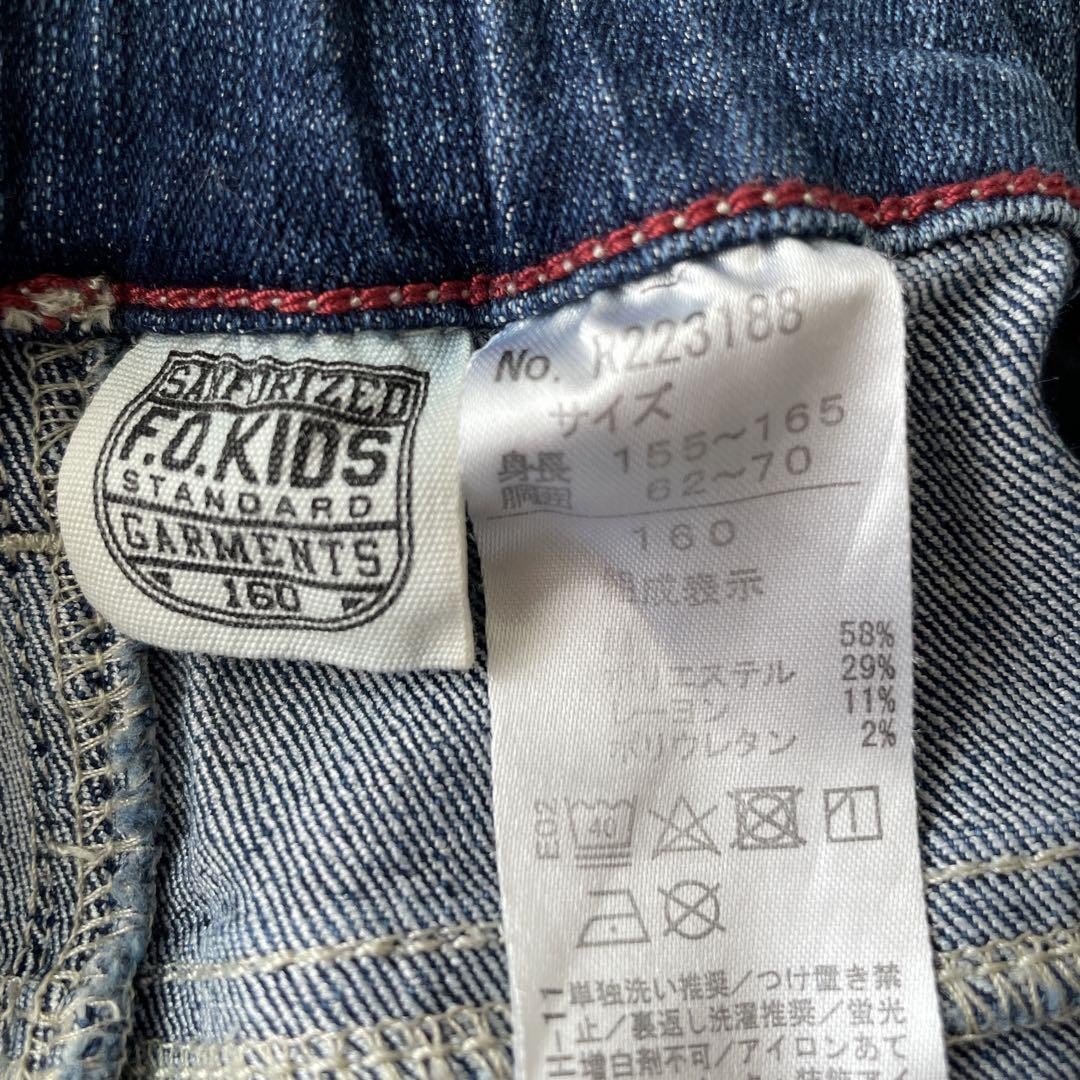 SANFORIZED
F.O.KIDS
STANDARD
GARMENTS
160
No. R223188
サイズ
身長 155～165
胴囲 62～70
160
組成表示
58%
ポリエステル 29%
レーヨン 11%
ポリウレタン 2%
E02
40
単独洗い推奨/つけ置き禁
止/裏返し洗濯推奨/蛍光
増白剤不可/アイロンあて